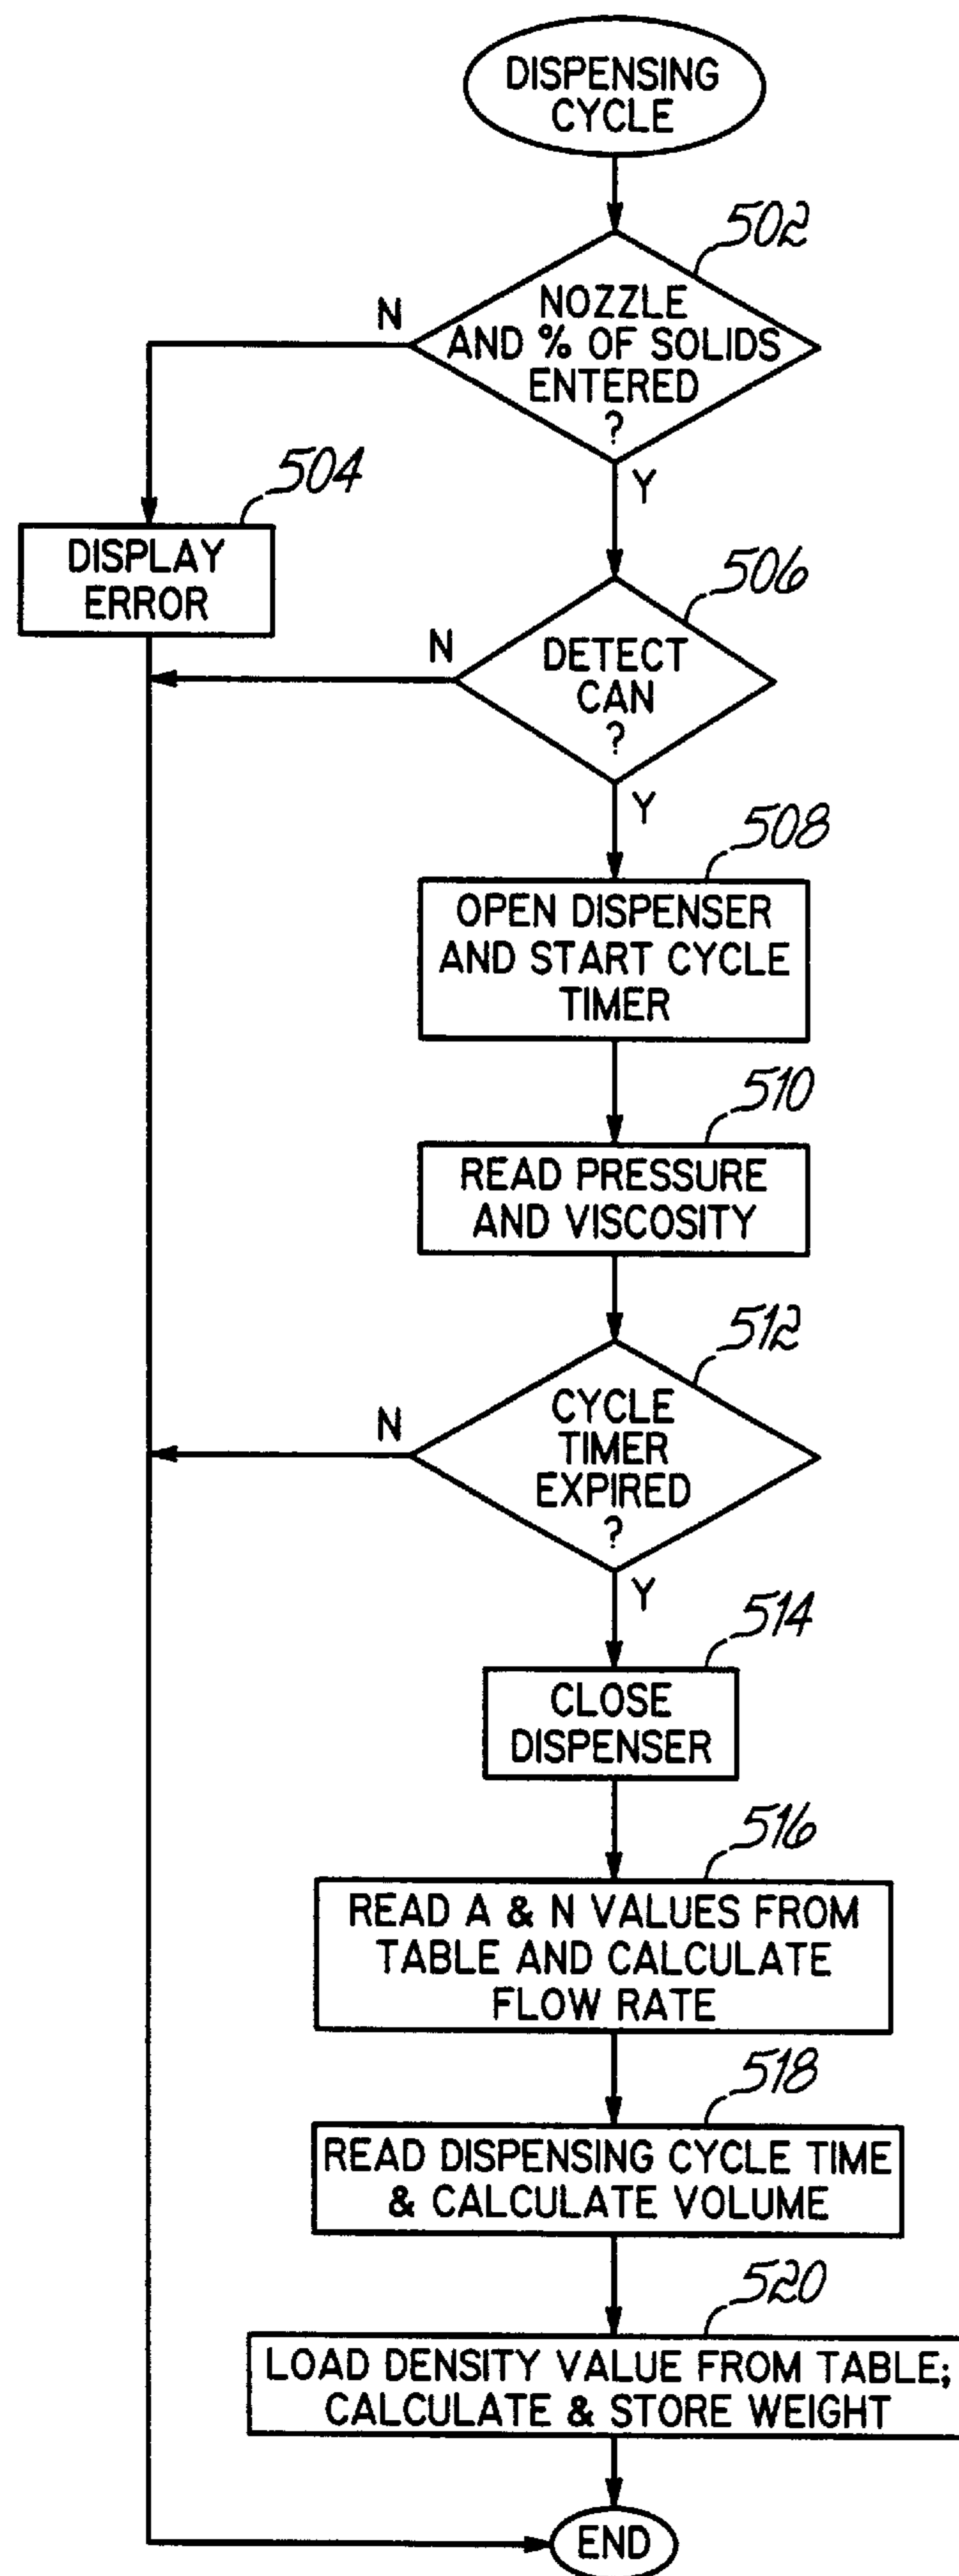 DISPENSING
CYCLE
502
N
NOZZLE
AND % OF SOLIDS
ENTERED
?
Y
504
DISPLAY
ERROR
506
N
DETECT
CAN
?
Y
508
OPEN DISPENSER
AND START CYCLE
TIMER
510
READ PRESSURE
AND VISCOSITY
512
N
CYCLE
TIMER
EXPIRED
?
Y
514
CLOSE
DISPENSER
516
READ A & N VALUES FROM
TABLE AND CALCULATE
FLOW RATE
518
READ DISPENSING CYCLE TIME
& CALCULATE VOLUME
520
LOAD DENSITY VALUE FROM TABLE;
CALCULATE & STORE WEIGHT
END